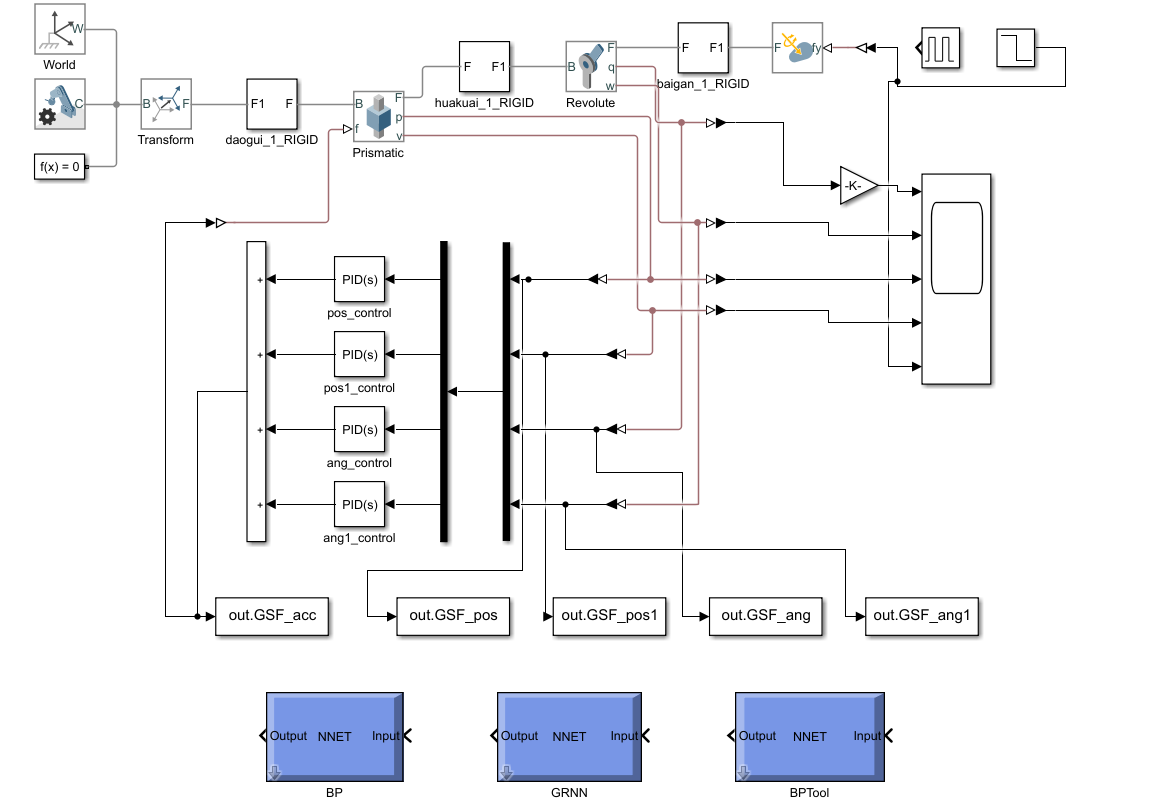 W
World
F
F1
F
F1
F
fy
B
F
q
w
baigan_1_RIGID
C
B
F
F1
F
B
F
p
v
f
huakuai_1_RIGID
Revolute
Transform
daogui_1_RIGID
Prismatic
f(x) = 0
-K-
+
PID(s)
pos_control
+
PID(s)
pos1_control
+
PID(s)
ang_control
+
PID(s)
ang1_control
out.GSF_acc
out.GSF_pos
out.GSF_pos1
out.GSF_ang
out.GSF_ang1
Output NNET Input
Output NNET Input
Output NNET Input
BP
GRNN
BPTool